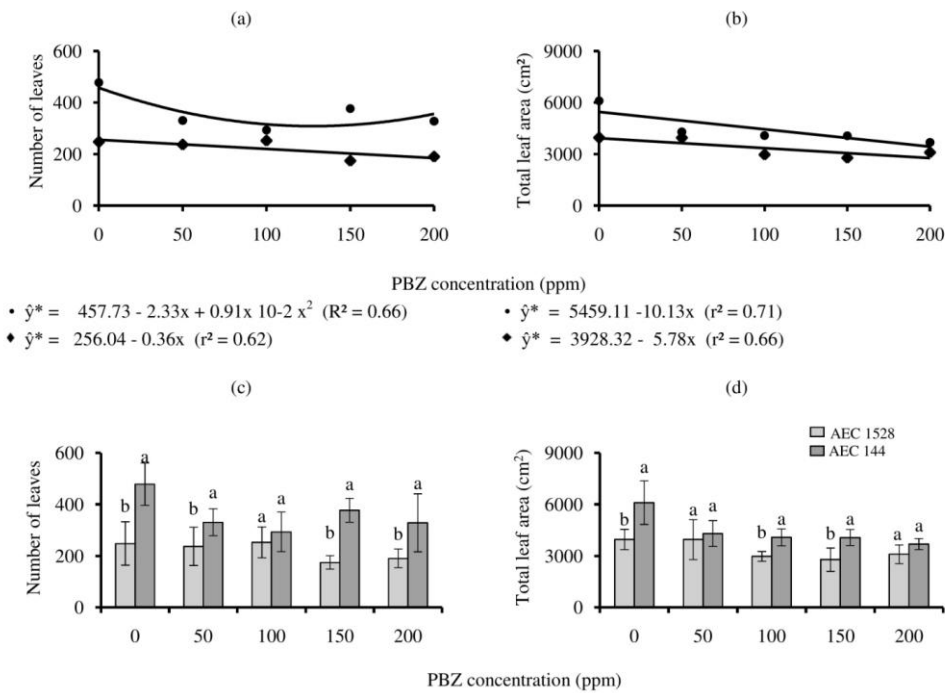 (a)
(b)
600
400
200
0
Number of leaves
0 50 100 150 200
9000
6000
3000
0
Total leaf area (cm²)
0 50 100 150 200
PBZ concentration (ppm)
• ŷ* = 457.73 - 2.33x + 0.91x 10-2 x² (R² = 0.66)
♦ ŷ* = 256.04 - 0.36x (r² = 0.62)
• ŷ* = 5459.11 -10.13x (r² = 0.71)
♦ ŷ* = 3928.32 - 5.78x (r² = 0.66)
(c)
(d)
600
400
200
0
Number of leaves
b a b a a a b a b a
0 50 100 150 200
AEC 1528
AEC 144
9000
6000
3000
0
Total leaf area (cm²)
b a a a b a b a a a
0 50 100 150 200
PBZ concentration (ppm)